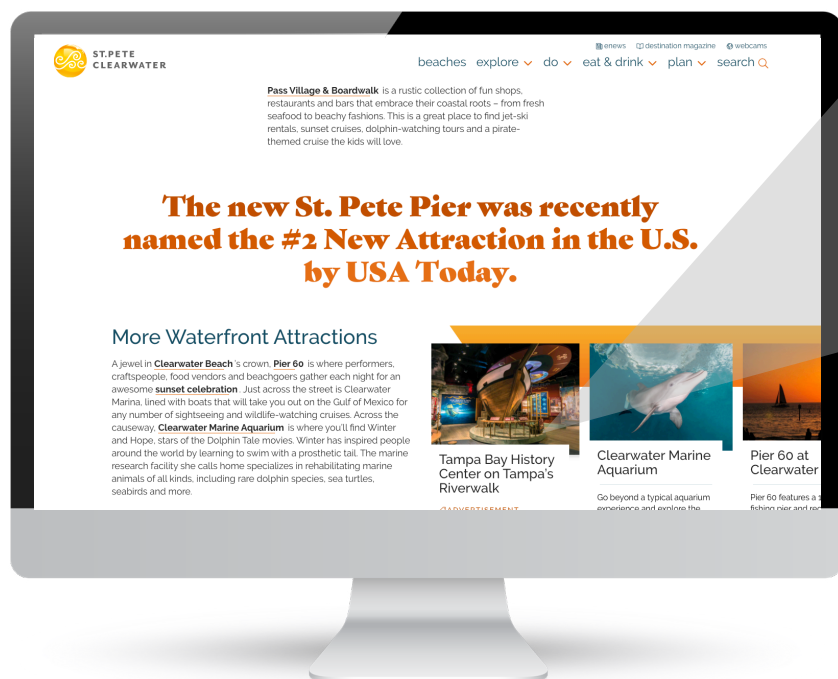 enews destination magazine webcams
ST.PETE
CLEARWATER
beaches explore do eat & drink plan search
Pass Village & Boardwalk is a rustic collection of fun shops,
restaurants and bars that embrace their coastal roots – from fresh
seafood to beachy fashions. This is a great place to find jet-ski
rentals, sunset cruises, dolphin-watching tours and a pirate-
themed cruise the kids will love.
The new St. Pete Pier was recently
named the #2 New Attraction in the U.S.
by USA Today.
More Waterfront Attractions
A jewel in Clearwater Beach 's crown, Pier 60 is where performers,
craftspeople, food vendors and beachgoers gather each night for an
awesome sunset celebration. Just across the street is Clearwater
Marina, lined with boats that will take you out on the Gulf of Mexico for
any number of sightseeing and wildlife-watching cruises. Across the
causeway, Clearwater Marine Aquarium is where you'll find Winter
and Hope, stars of the Dolphin Tale movies. Winter has inspired people
around the world by learning to swim with a prosthetic tail. The marine
research facility she calls home specializes in rehabilitating marine
animals of all kinds, including rare dolphin species, sea turtles,
seabirds and more.
Tampa Bay History
Center on Tampa's
Riverwalk
ADVERTISEMENT
Clearwater Marine
Aquarium
Go beyond a typical aquarium
experience and explore the
Pier 60 at
Clearwater
Pier 60 features a
fishing pier and